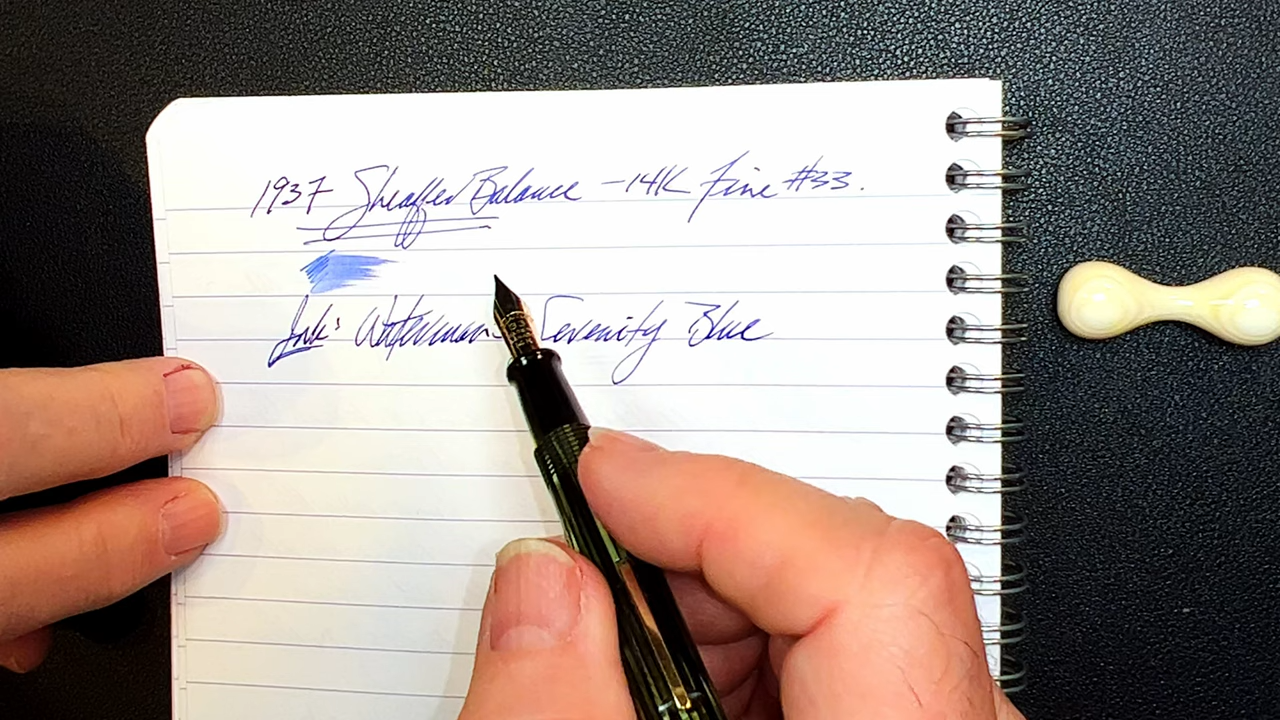 1937 Sheaffer Balance - 14K Fine #33.
Ink: Waterman Serenity Blue